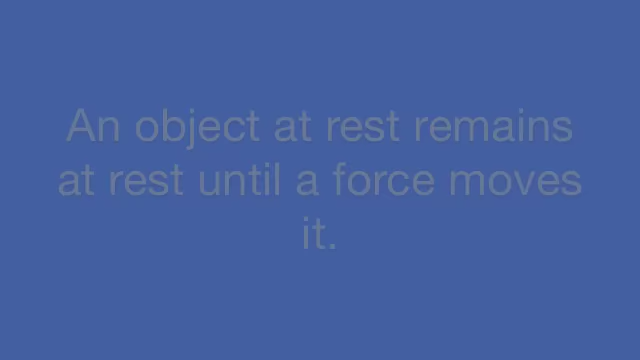 An object at rest remains
at rest until a force moves
it.